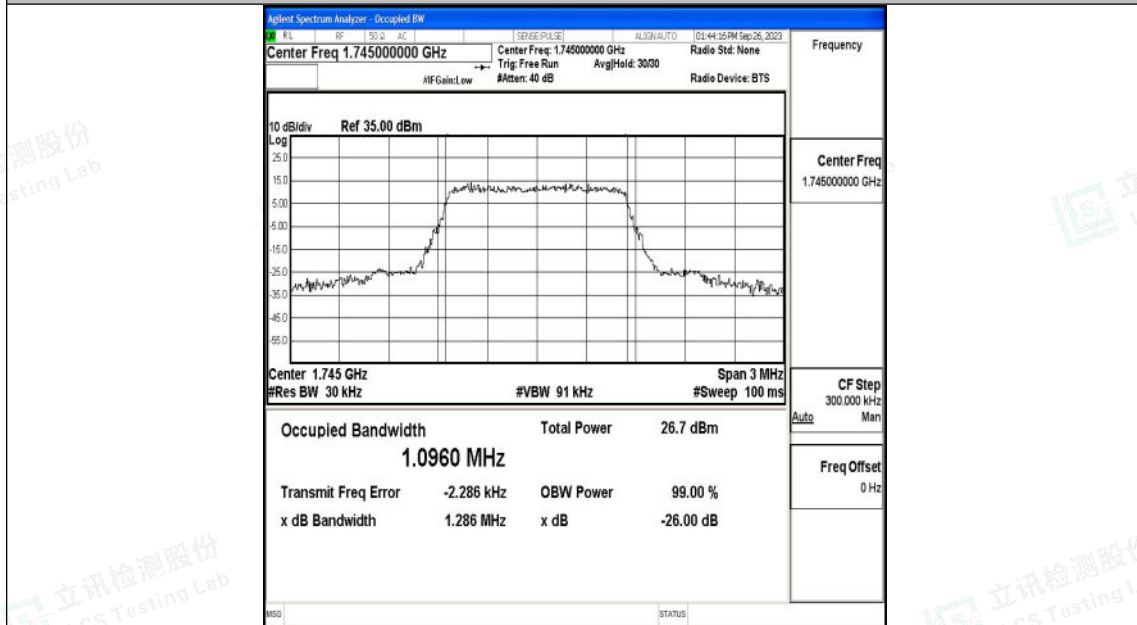 Agilent Spectrum Analyzer - Occupied BW
RL RF 50 Ω AC SENSE:PULSE ALIGNAUTO 01:44:16 PM Sep 26, 2023
Center Freq 1.745000000 GHz
Center Freq: 1.745000000 GHz
Radio Std: None
Trig: Free Run
Avg|Hold: 30/30
#IFGain:Low
#Atten: 40 dB
Radio Device: BTS
10 dB/div
Ref 35.00 dBm
Log
25.0
15.0
5.00
-5.00
-15.0
-25.0
-35.0
-45.0
-55.0
Center 1.745 GHz
Span 3 MHz
#Res BW 30 kHz
#VBW 91 kHz
#Sweep 100 ms
Occupied Bandwidth
Total Power 26.7 dBm
1.0960 MHz
Transmit Freq Error -2.286 kHz
OBW Power 99.00 %
x dB Bandwidth 1.286 MHz
x dB -26.00 dB
MSG
STATUS
Frequency
Center Freq
1.745000000 GHz
CF Step
300.000 kHz
Auto Man
Freq Offset
0 Hz
测股份
sting Lab
立
立讯检测股份
CS Testing Lab
立讯检测股份
CS Testing L